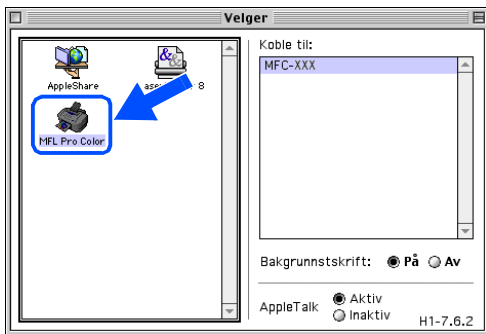 Velger
AppleShare
8
MFL Pro Color
Koble til:
MFC-XXX
Bakgrunnstskrift: På Av
AppleTalk Aktiv
Inaktiv
H1-7.6.2